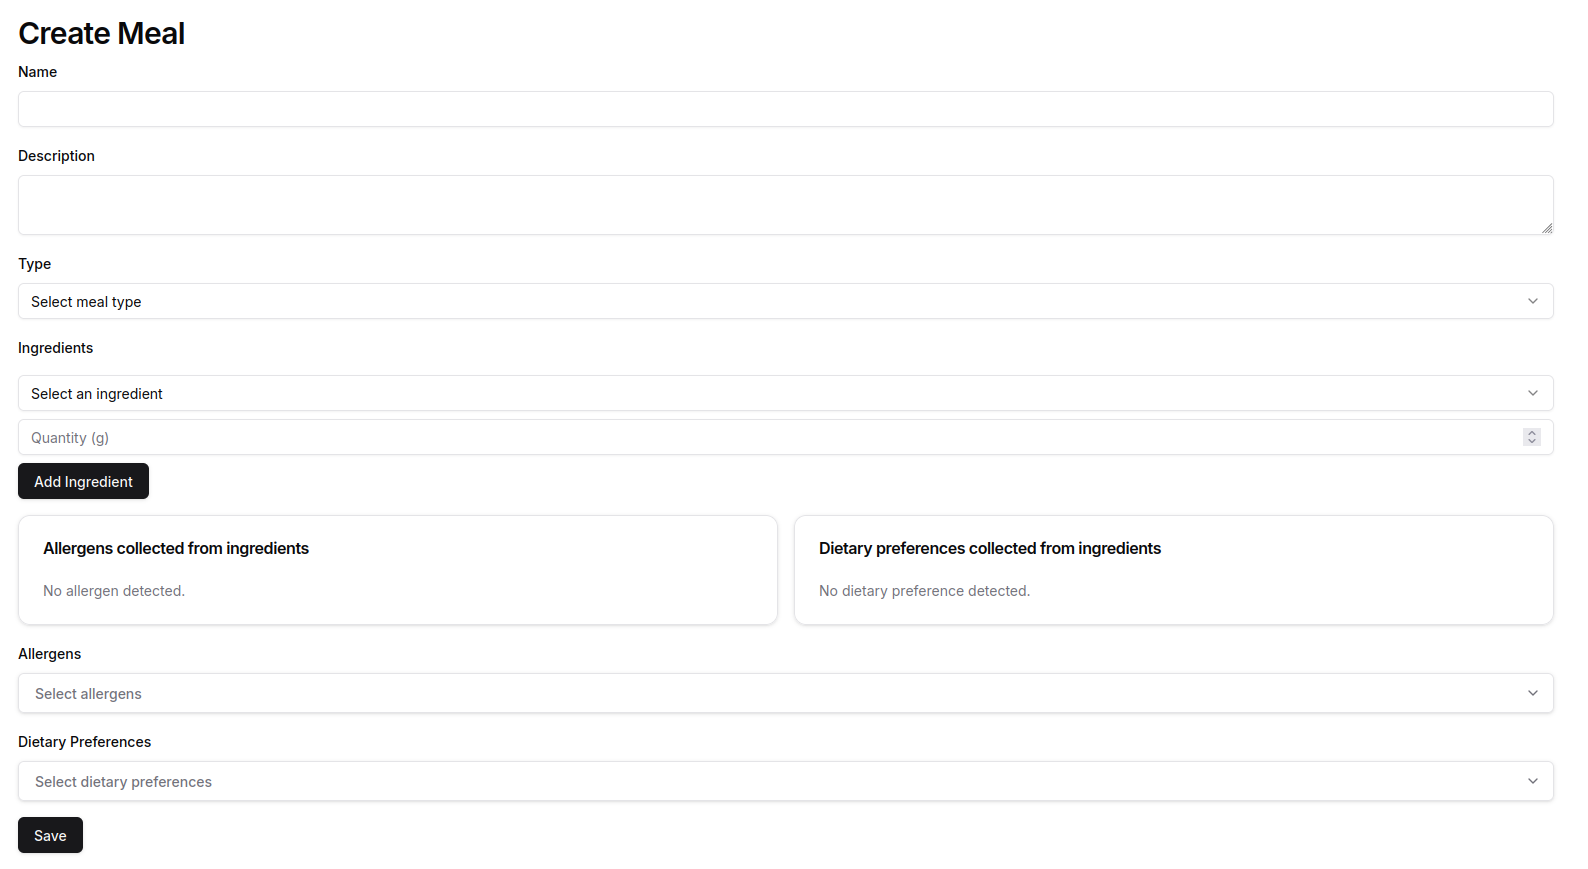 Create Meal
Name
Description
Type
Select meal type
Ingredients
Select an ingredient
Quantity (g)
Add Ingredient
Allergens collected from ingredients
No allergen detected.
Dietary preferences collected from ingredients
No dietary preference detected.
Allergens
Select allergens
Dietary Preferences
Select dietary preferences
Save